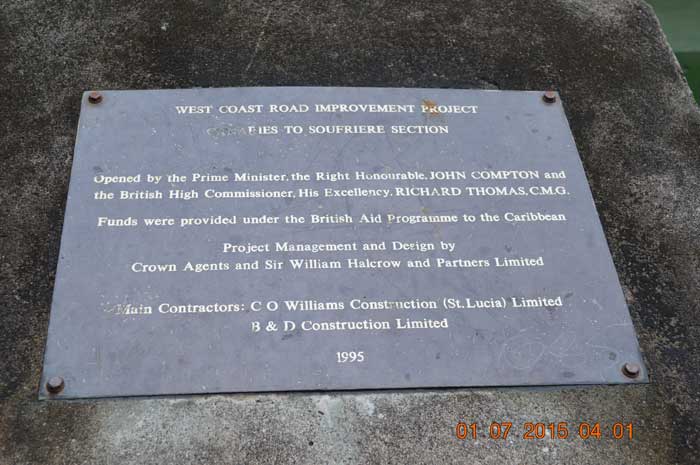 WEST COAST ROAD IMPROVEMENT PROJECT
CANARIES TO SOUFRIERE SECTION
Opened by the Prime Minister, the Right Honourable, JOHN COMPTON and
the British High Commissioner, His Excellency, RICHARD THOMAS, C.M.G.
Funds were provided under the British Aid Programme to the Caribbean
Project Management and Design by
Crown Agents and Sir William Halcrow and Partners Limited
Main Contractors: C O Williams Construction (St. Lucia) Limited
B & D Construction Limited
1995
01.07.2015 04:01